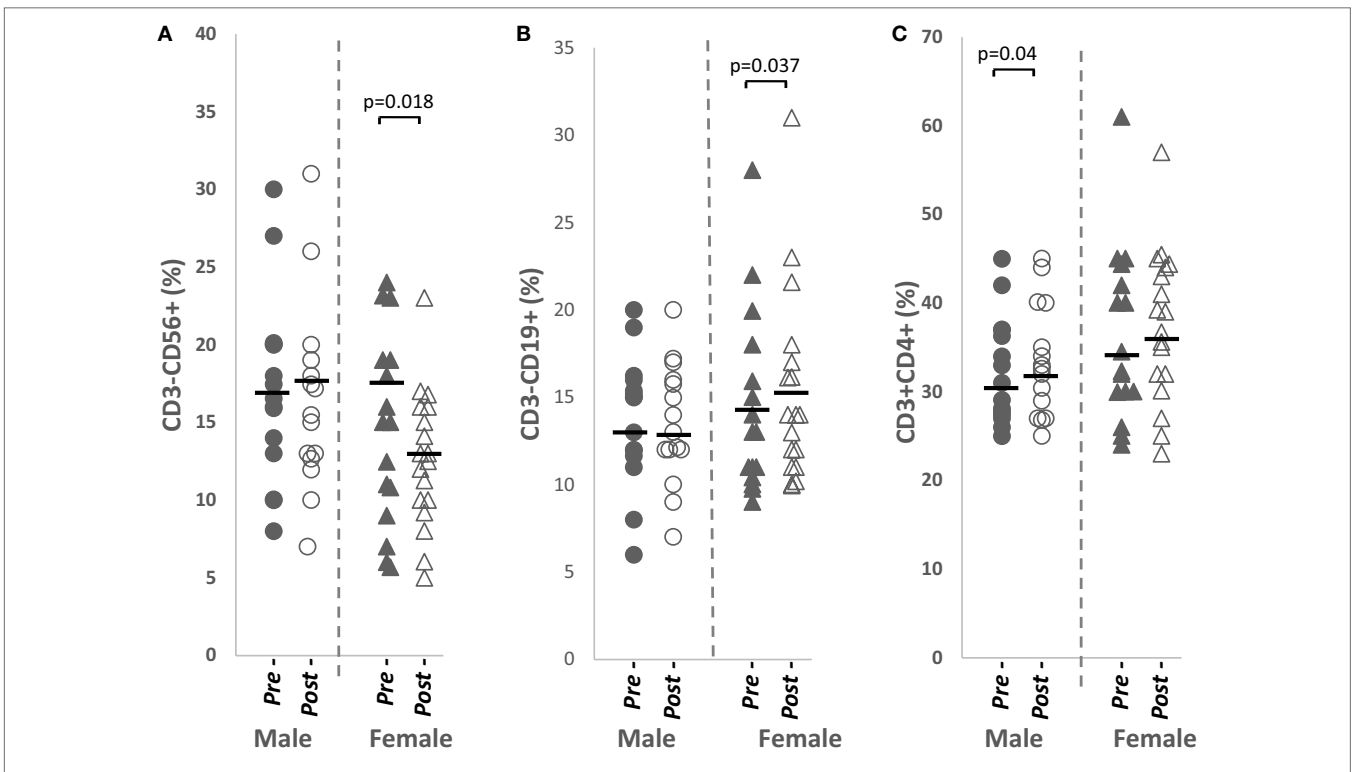 A
CD3-CD56+ (%)
40
35
30
25
20
15
10
5
0
p=0.018
Pre
Post
Pre
Post
Male
Female
B
CD3-CD19+ (%)
35
30
25
20
15
10
5
0
p=0.037
Pre
Post
Pre
Post
Male
Female
C
CD3+CD4+ (%)
70
60
50
40
30
20
10
0
p=0.04
Pre
Post
Pre
Post
Male
Female